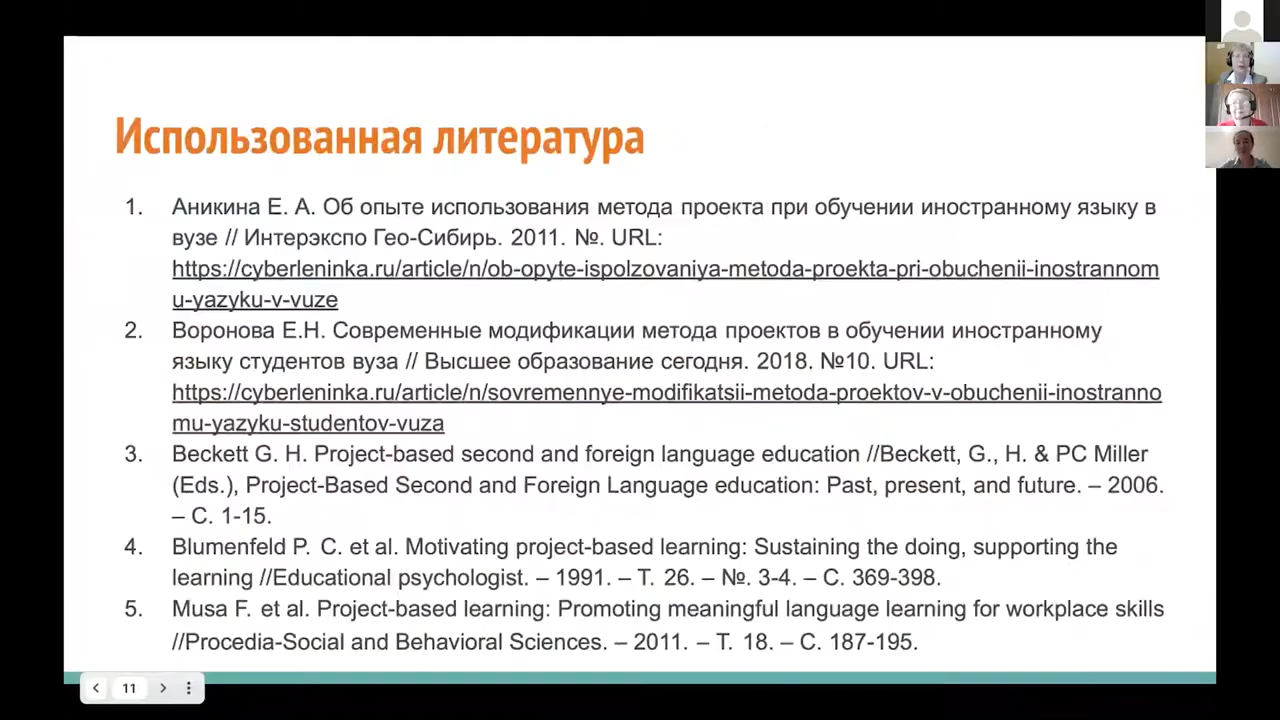 Использованная литература
1. Аникина Е. А. Об опыте использования метода проекта при обучении иностранному языку в
вузе // Интерэкспо Гео-Сибирь. 2011. №. URL:
https://cyberleninka.ru/article/n/ob-opyte-ispolzovaniya-metoda-proekta-pri-obuchenii-inostrannom
u-yazyku-v-vuze
2. Воронова Е.Н. Современные модификации метода проектов в обучении иностранному
языку студентов вуза // Высшее образование сегодня. 2018. №10. URL:
https://cyberleninka.ru/article/n/sovremennye-modifikatsii-metoda-proektov-v-obuchenii-inostranno
mu-yazyku-studentov-vuza
3. Beckett G. H. Project-based second and foreign language education //Beckett, G., H. & PC Miller
(Eds.), Project-Based Second and Foreign Language education: Past, present, and future. – 2006.
– С. 1-15.
4. Blumenfeld P. C. et al. Motivating project-based learning: Sustaining the doing, supporting the
learning //Educational psychologist. – 1991. – Т. 26. – №. 3-4. – С. 369-398.
5. Musa F. et al. Project-based learning: Promoting meaningful language learning for workplace skills
//Procedia-Social and Behavioral Sciences. – 2011. – Т. 18. – С. 187-195.
11